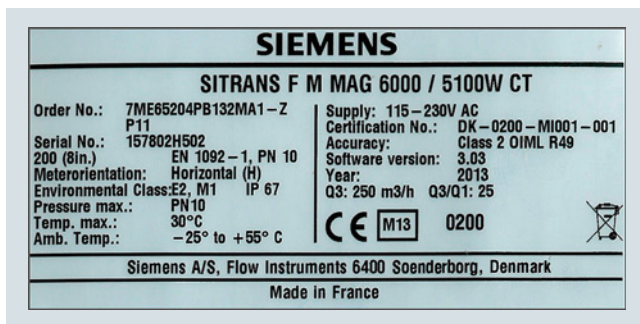 SIEMENS
SITRANS F M MAG 6000 / 5100W CT
Order No.: 7ME65204PB132MA1-Z
P11
Serial No.: 157802H502
200 (8in.) EN 1092-1, PN 10
Meterorientation: Horizontal (H)
Environmental Class:E2, M1 IP 67
Pressure max.: PN10
Temp. max.: 30°C
Amb. Temp.: -25° to +55° C
Supply: 115-230V AC
Certification No.: DK-0200-MI001-001
Accuracy: Class 2 OIML R49
Software version: 3.03
Year: 2013
Q3: 250 m3/h Q3/Q1: 25
CE M13 0200
Siemens A/S, Flow Instruments 6400 Soenderborg, Denmark
Made in France